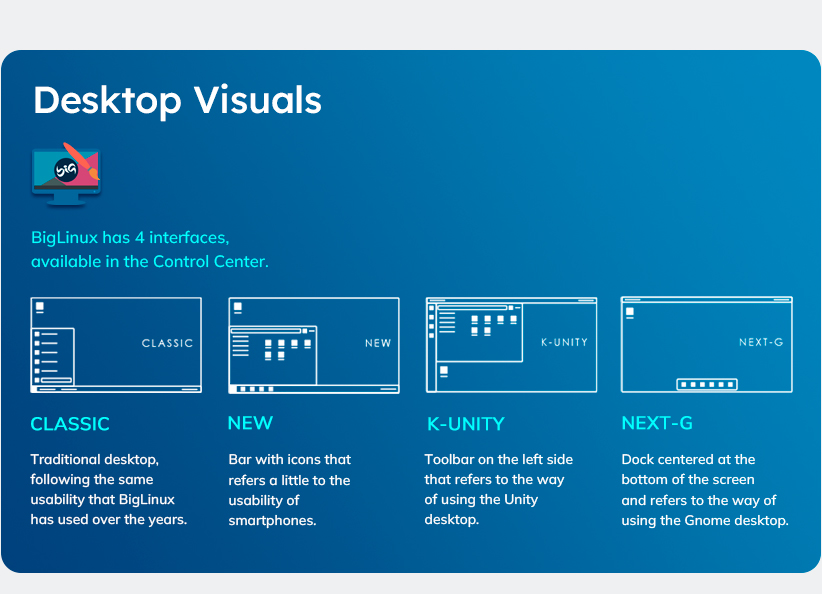 Desktop Visuals
BiG
BigLinux has 4 interfaces,
available in the Control Center.
CLASSIC
NEW
K-UNITY
NEXT-G
CLASSIC
Traditional desktop,
following the same
usability that BigLinux
has used over the years.
NEW
Bar with icons that
refers a little to the
usability of
smartphones.
K-UNITY
Toolbar on the left side
that refers to the way
of using the Unity
desktop.
NEXT-G
Dock centered at the
bottom of the screen
and refers to the way of
using the Gnome desktop.